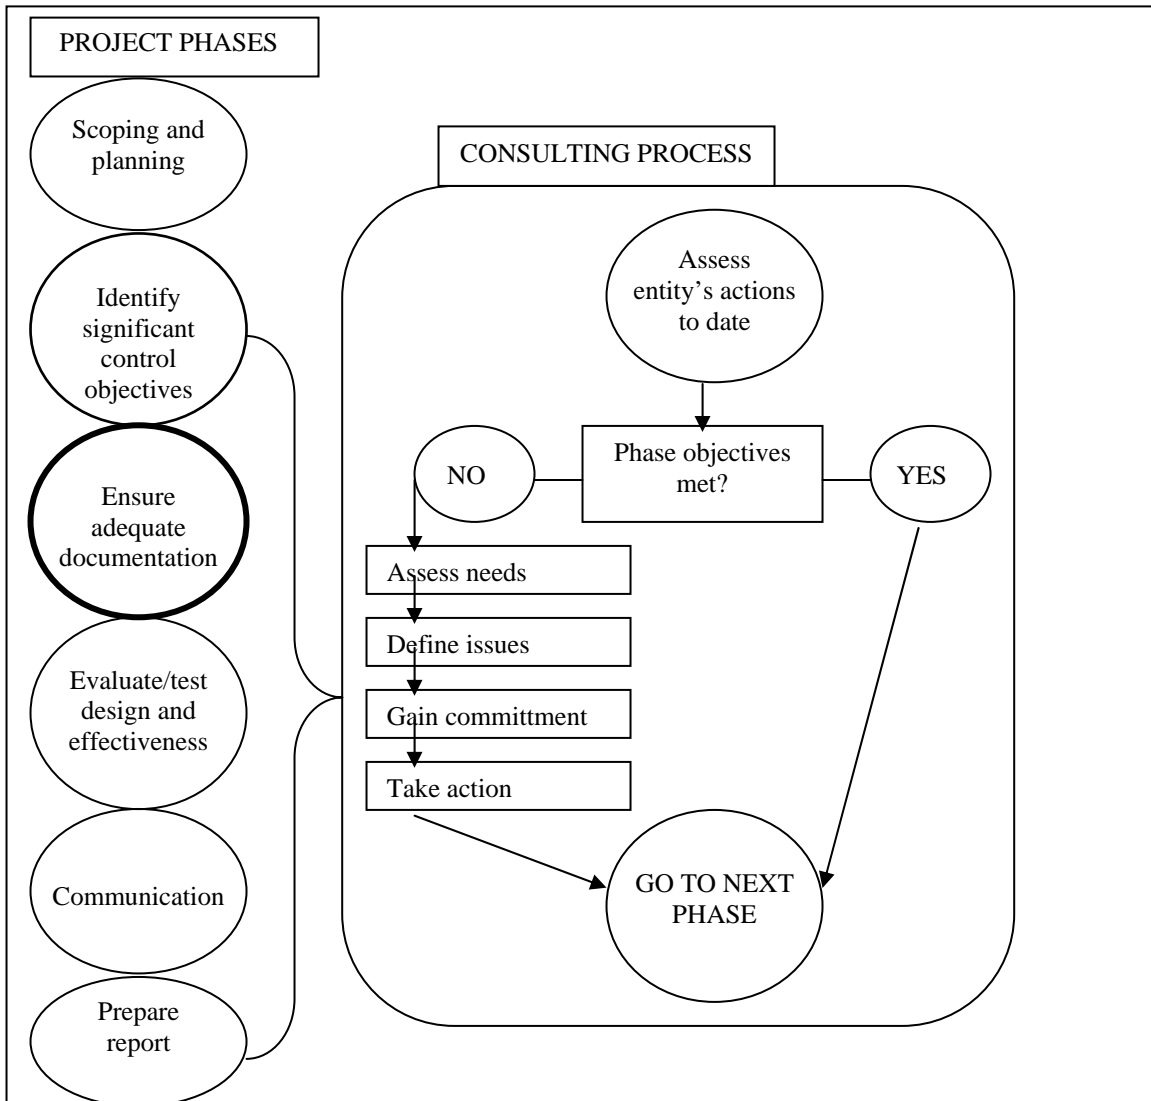 PROJECT PHASES
Scoping and
planning
Identify
significant
control
objectives
Ensure
adequate
documentation
Evaluate/test
design and
effectiveness
Communication
Prepare
report
CONSULTING PROCESS
Assess
entity’s actions
to date
Phase objectives
met?
NO
YES
Assess needs
Define issues
Gain committment
Take action
GO TO NEXT
PHASE